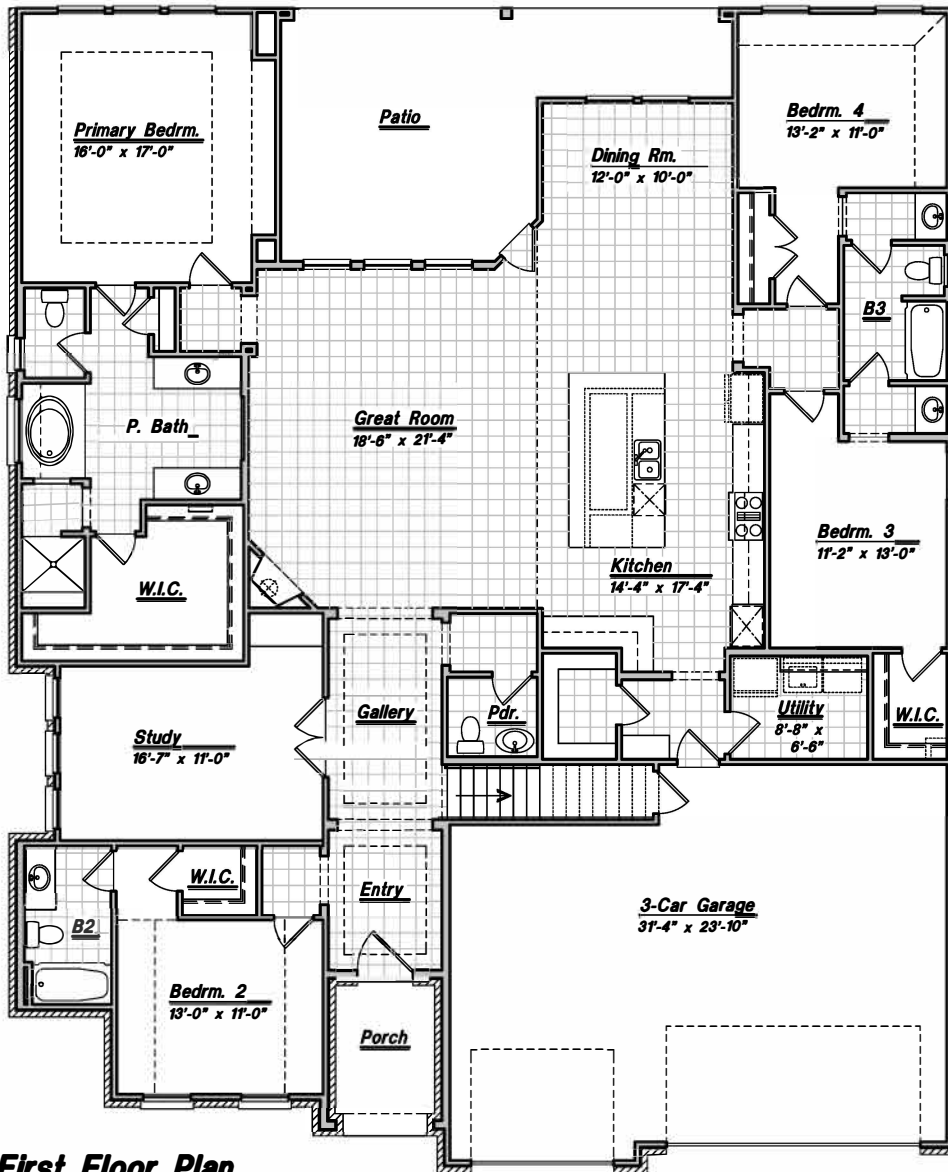 Primary Bedrm.
16'-0" x 17'-0"
Patio
Dining Rm.
12'-0" x 10'-0"
Bedrm. 4
13'-2" x 11'-0"
B3
P. Bath
Great Room
18'-6" x 21'-4"
Bedrm. 3
11'-2" x 13'-0"
Kitchen
14'-4" x 17'-4"
W.I.C.
Study
16'-7" x 11'-0"
Gallery
Pdr.
Utility
8'-8" x
6'-6"
W.I.C.
W.I.C.
Entry
B2
3-Car Garage
31'-4" x 23'-10"
Bedrm. 2
13'-0" x 11'-0"
Porch
First Floor Plan